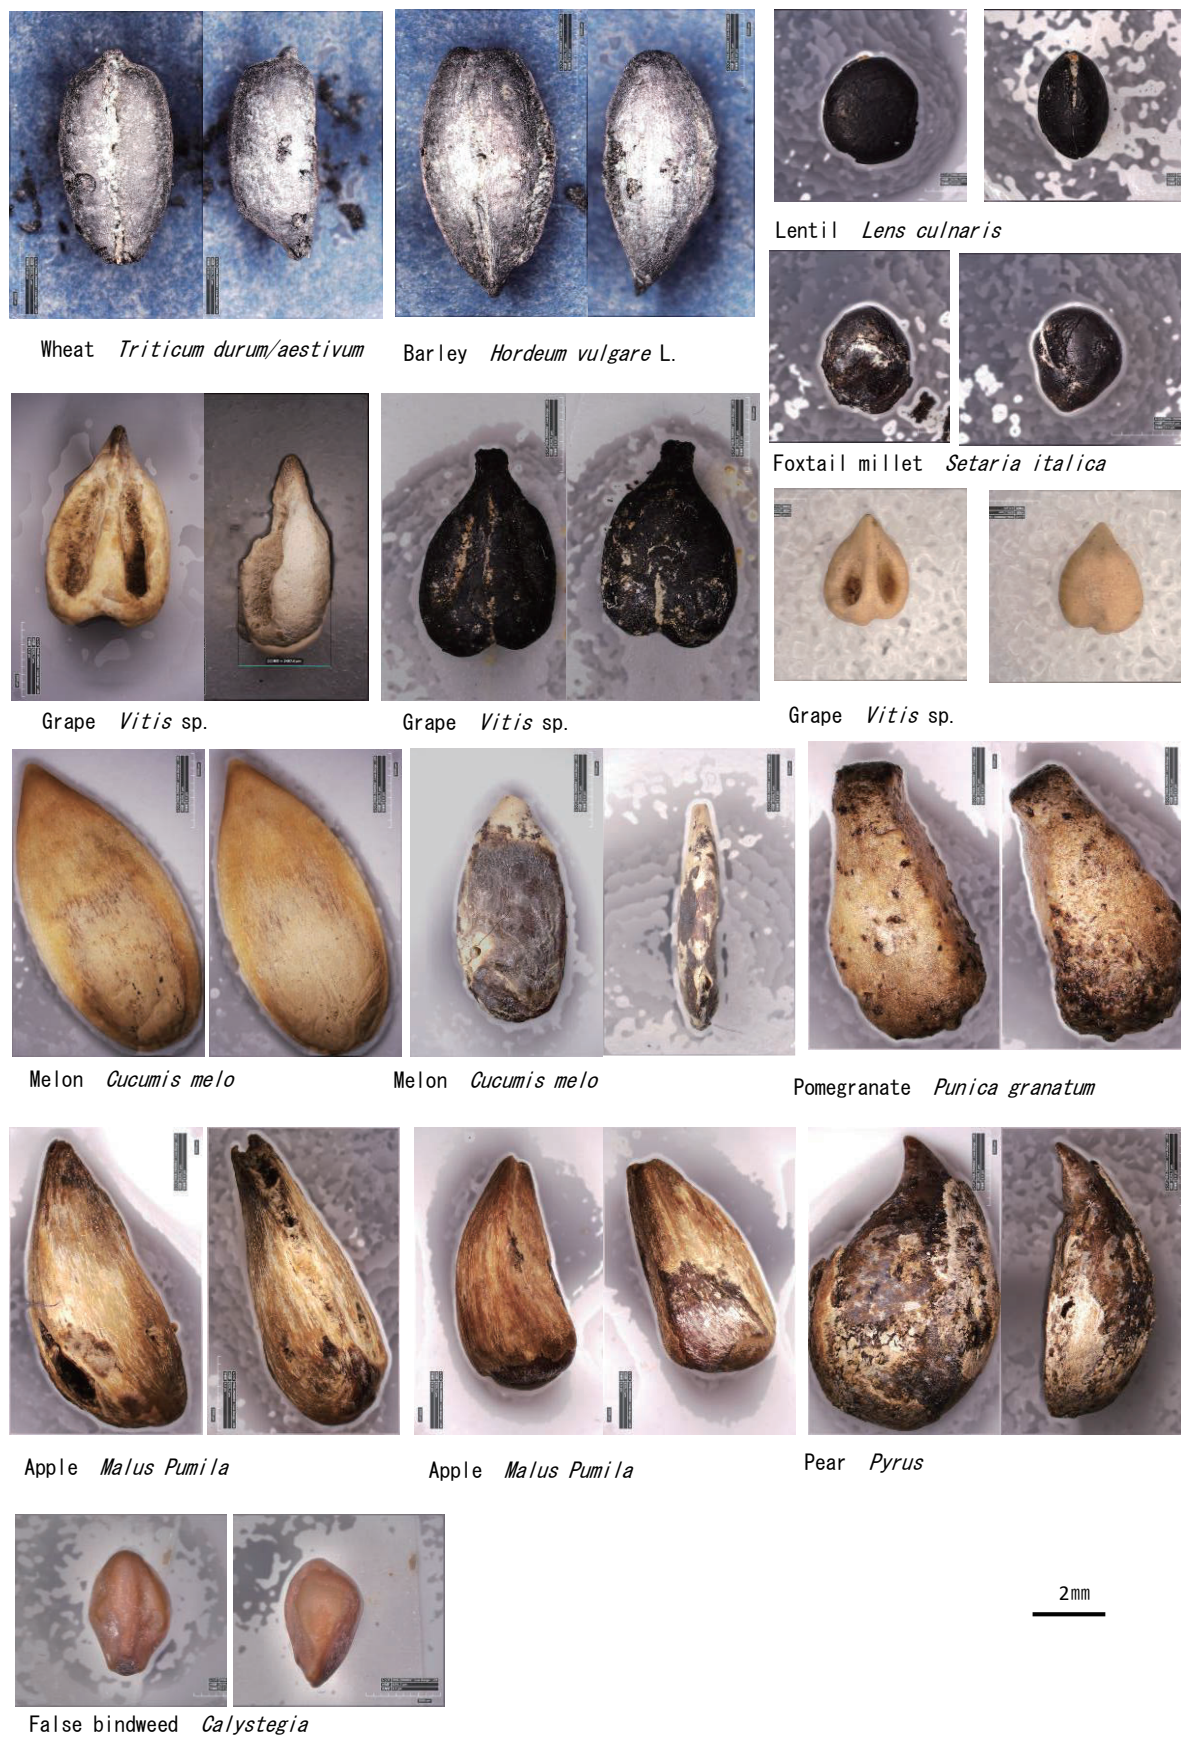 Lentil Lens culnaris
Wheat Triticum durum/aestivum
Barley Hordeum vulgare L.
Foxtail millet Setaria italica
Grape Vitis sp.
Grape Vitis sp.
Grape Vitis sp.
Melon Cucumis melo
Melon Cucumis melo
Pomegranate Punica granatum
Apple Malus Pumila
Apple Malus Pumila
Pear Pyrus
2㎜
False bindweed Calystegia